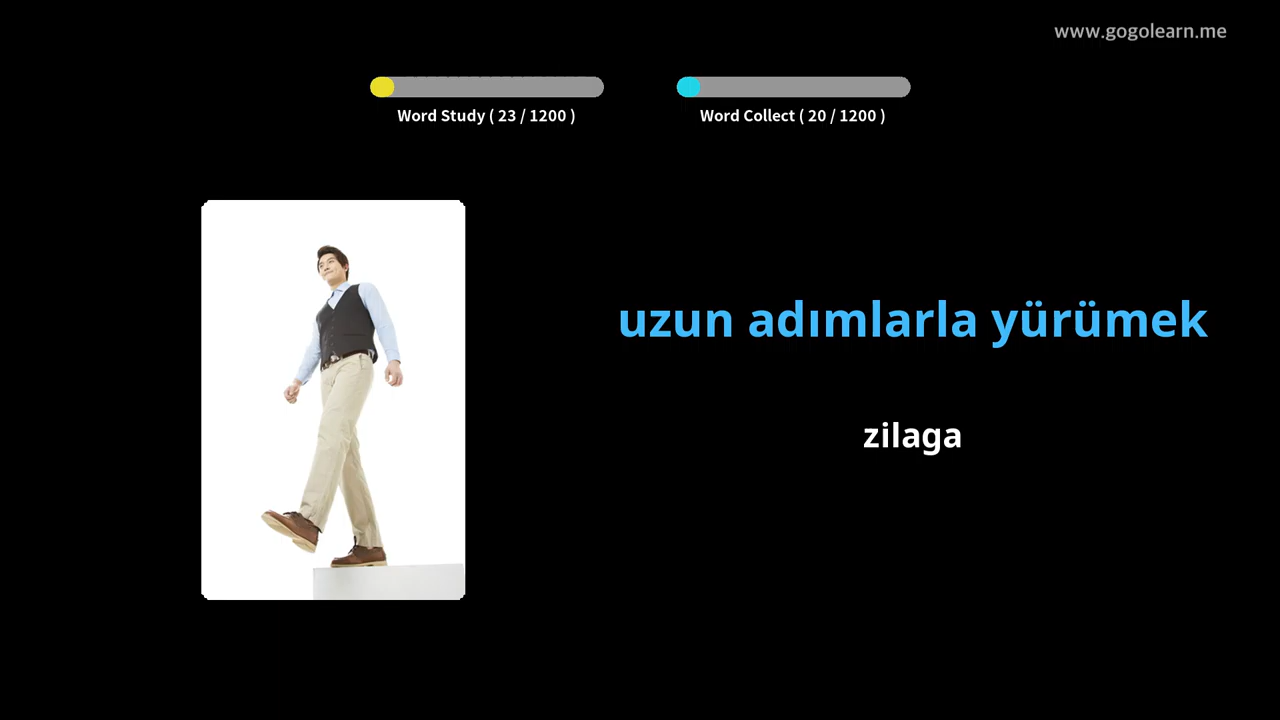 www.gogolearn.me
Word Study ( 23 / 1200 )
Word Collect ( 20 / 1200 )
uzun adımlarla yürümek
zilaga